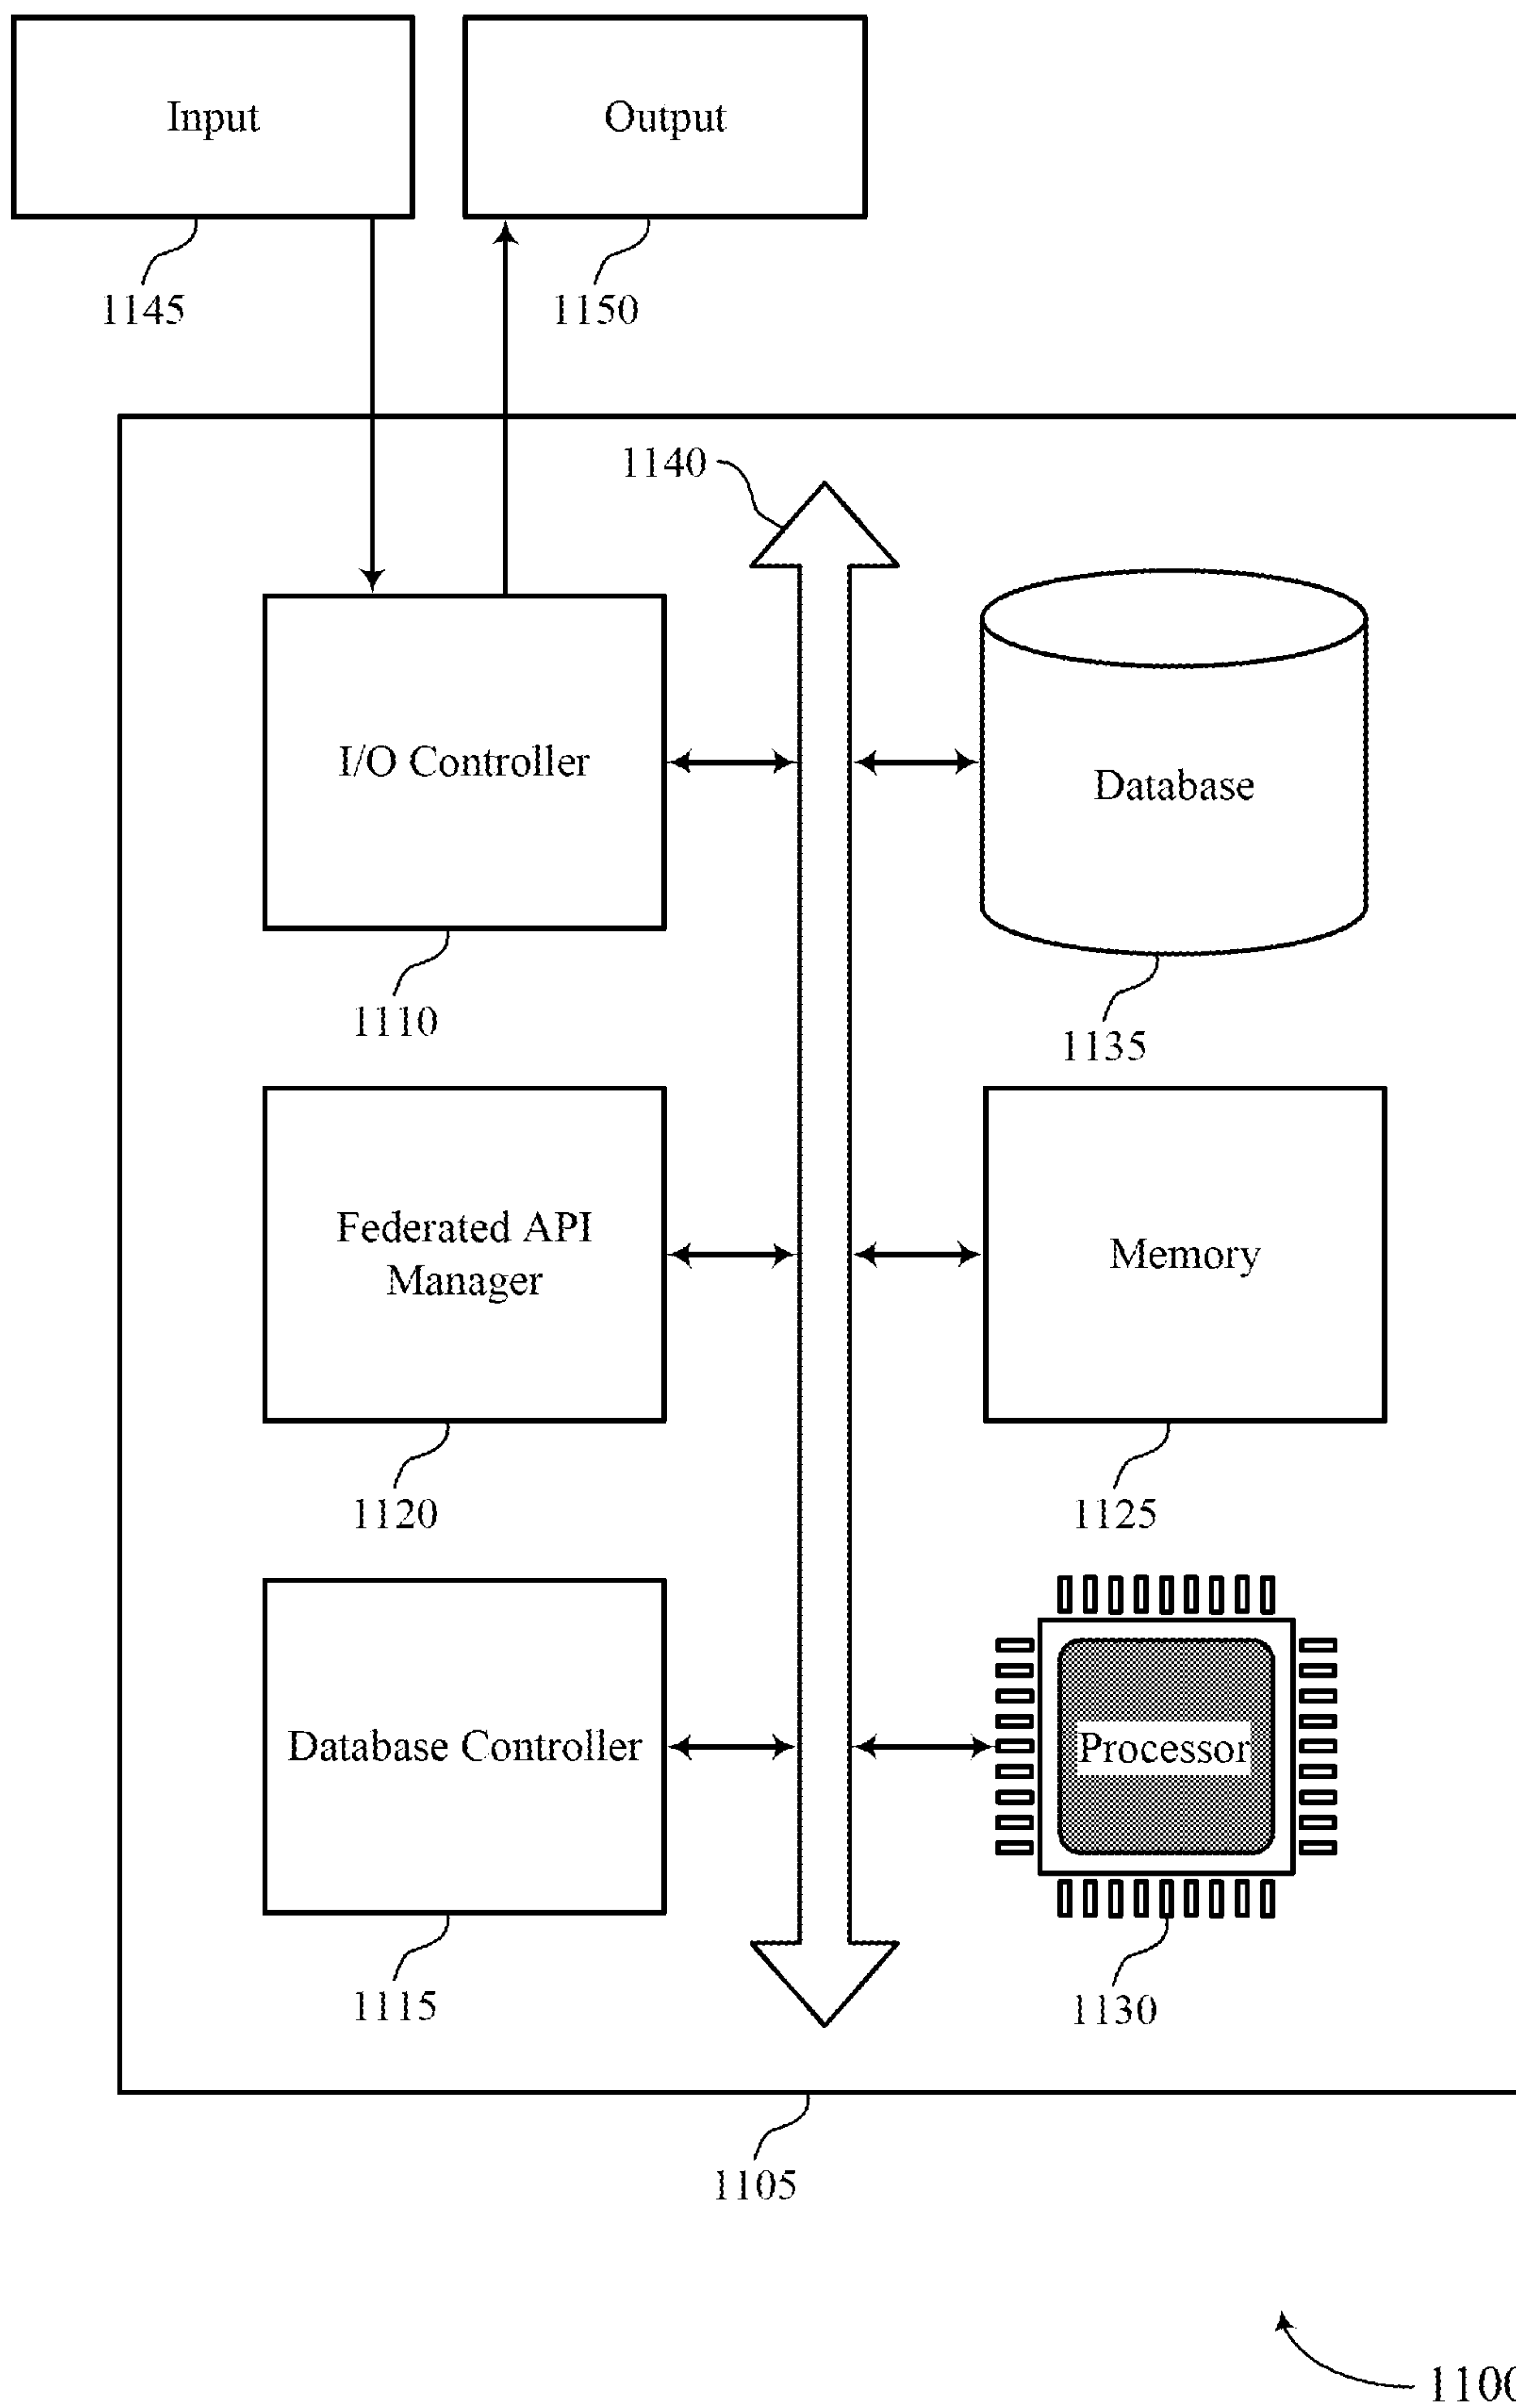 Input
Output
1145
1150
1140
I/O Controller
Database
1110
1135
Federated API
Manager
Memory
1120
1125
Database Controller
Processor
1115
1130
1105
1100